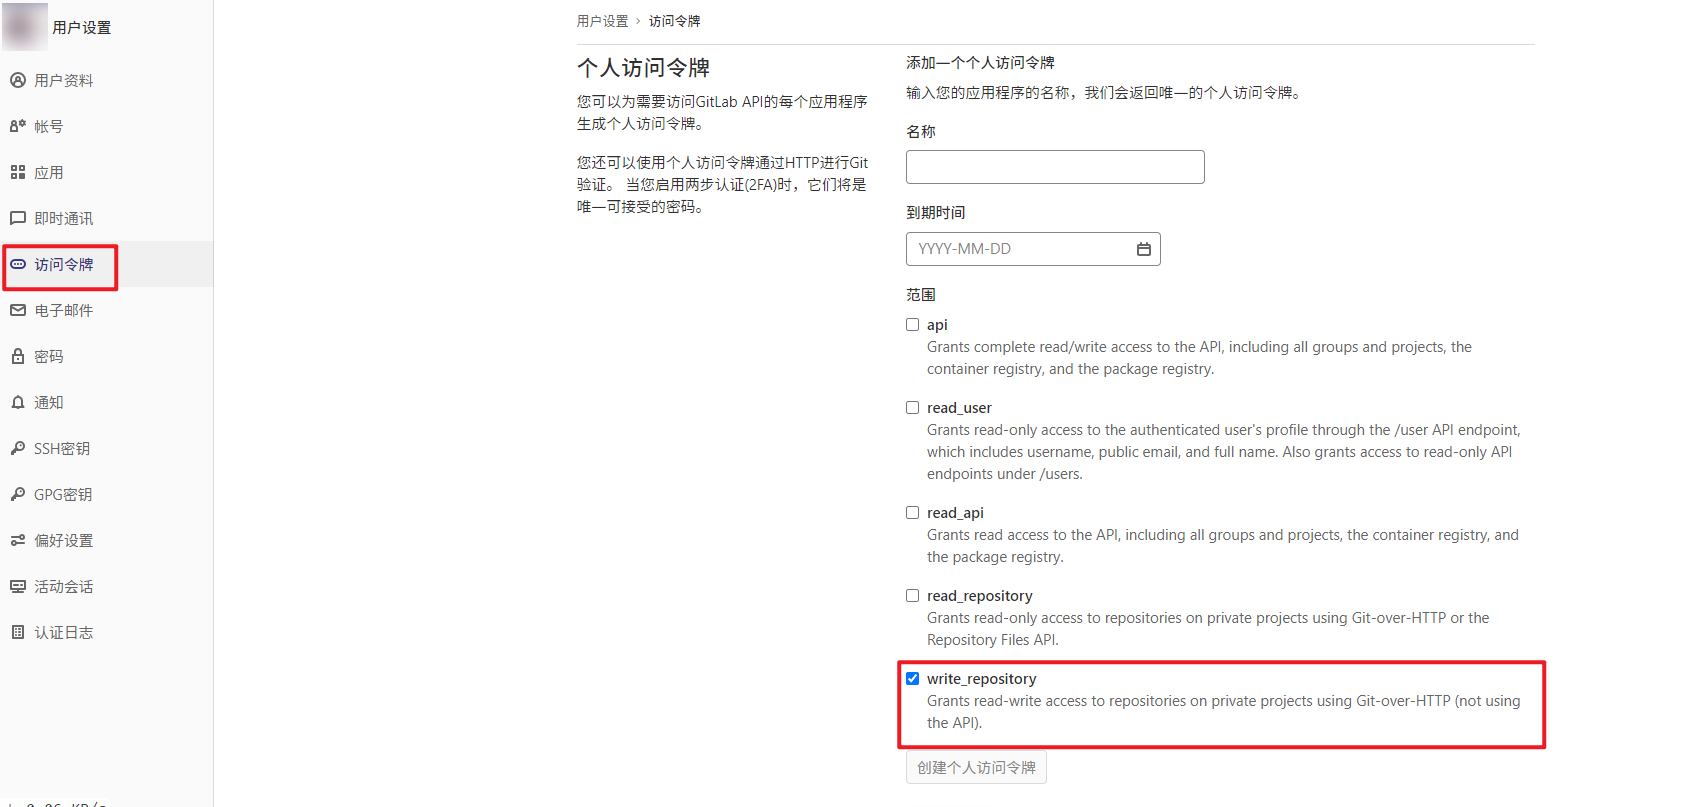 用户设置
用户资料
帐号
应用
即时通讯
访问令牌
电子邮件
密码
通知
SSH密钥
GPG密钥
偏好设置
活动会话
认证日志
用户设置 › 访问令牌
个人访问令牌
您可以为需要访问GitLab API的每个应用程序
生成个人访问令牌。
您还可以使用个人访问令牌通过HTTP进行Git
验证。 当您启用两步认证(2FA)时，它们将是
唯一可接受的密码。
添加一个个人访问令牌
输入您的应用程序的名称，我们会返回唯一的个人访问令牌。
名称
到期时间
YYYY-MM-DD
范围
api
Grants complete read/write access to the API, including all groups and projects, the
container registry, and the package registry.
read_user
Grants read-only access to the authenticated user's profile through the /user API endpoint,
which includes username, public email, and full name. Also grants access to read-only API
endpoints under /users.
read_api
Grants read access to the API, including all groups and projects, the container registry, and
the package registry.
read_repository
Grants read-only access to repositories on private projects using Git-over-HTTP or the
Repository Files API.
write_repository
Grants read-write access to repositories on private projects using Git-over-HTTP (not using
the API).
创建个人访问令牌